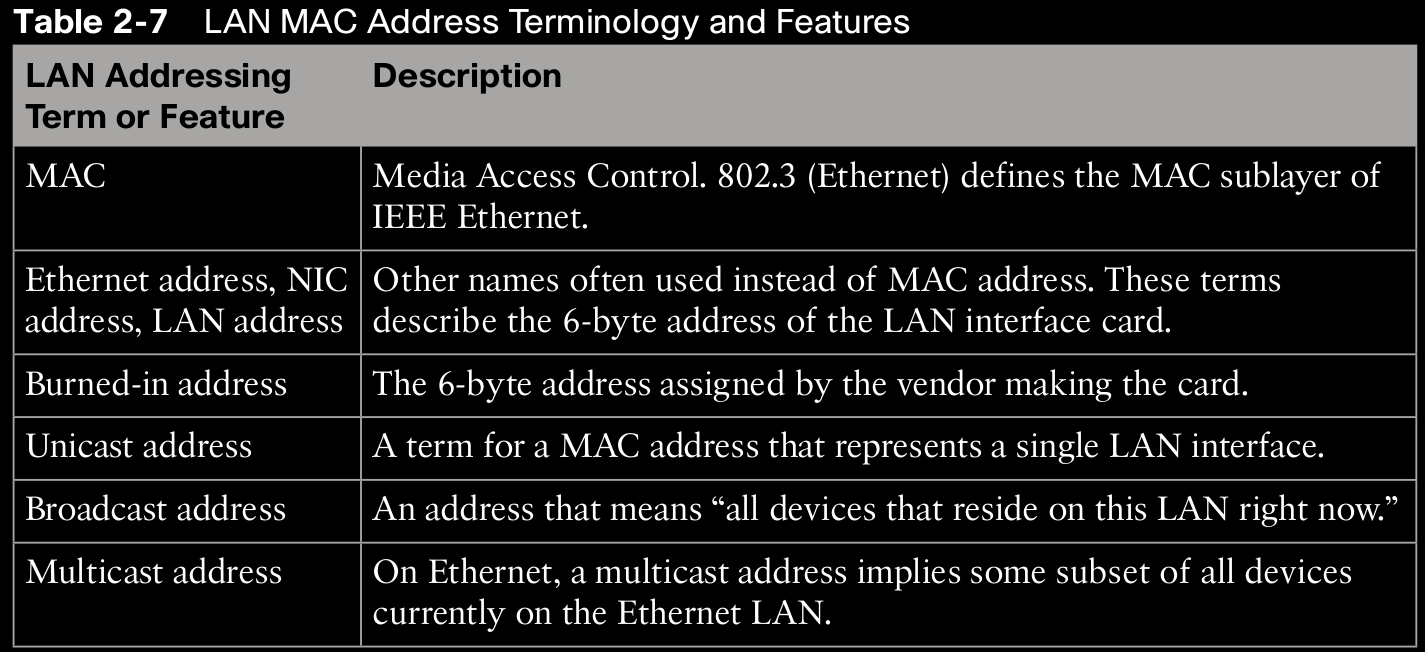 Table 2-7 LAN MAC Address Terminology and Features
LAN Addressing
Term or Feature
Description
MAC
Media Access Control. 802.3 (Ethernet) defines the MAC sublayer of
IEEE Ethernet.
Ethernet address, NIC
address, LAN address
Other names often used instead of MAC address. These terms
describe the 6-byte address of the LAN interface card.
Burned-in address
The 6-byte address assigned by the vendor making the card.
Unicast address
A term for a MAC address that represents a single LAN interface.
Broadcast address
An address that means “all devices that reside on this LAN right now.”
Multicast address
On Ethernet, a multicast address implies some subset of all devices
currently on the Ethernet LAN.